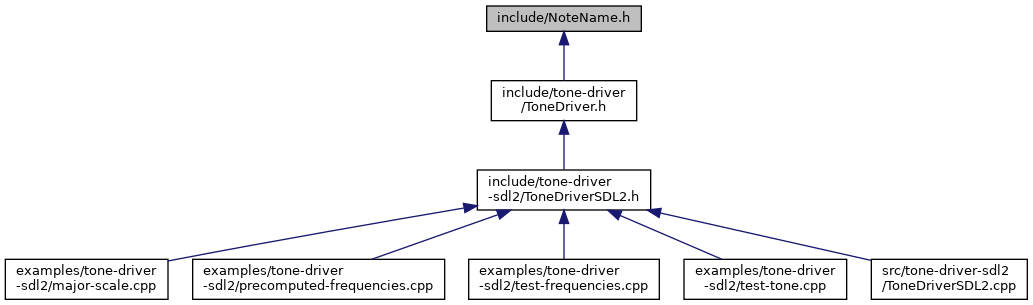 include/NoteName.h
include/tone-driver
/ToneDriver.h
include/tone-driver
-sdl2/ToneDriverSDL2.h
examples/tone-driver
-sdl2/major-scale.cpp
examples/tone-driver
-sdl2/precomputed-frequencies.cpp
examples/tone-driver
-sdl2/test-frequencies.cpp
examples/tone-driver
-sdl2/test-tone.cpp
src/tone-driver-sdl2
/ToneDriverSDL2.cpp